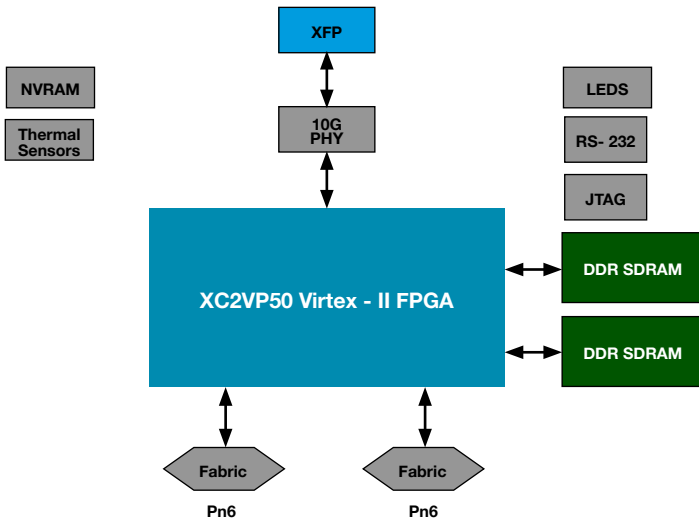 XFP
NVRAM
LEDS
10G
PHY
Thermal
Sensors
RS- 232
JTAG
DDR SDRAM
XC2VP50 Virtex - II FPGA
DDR SDRAM
Fabric
Fabric
Pn6
Pn6